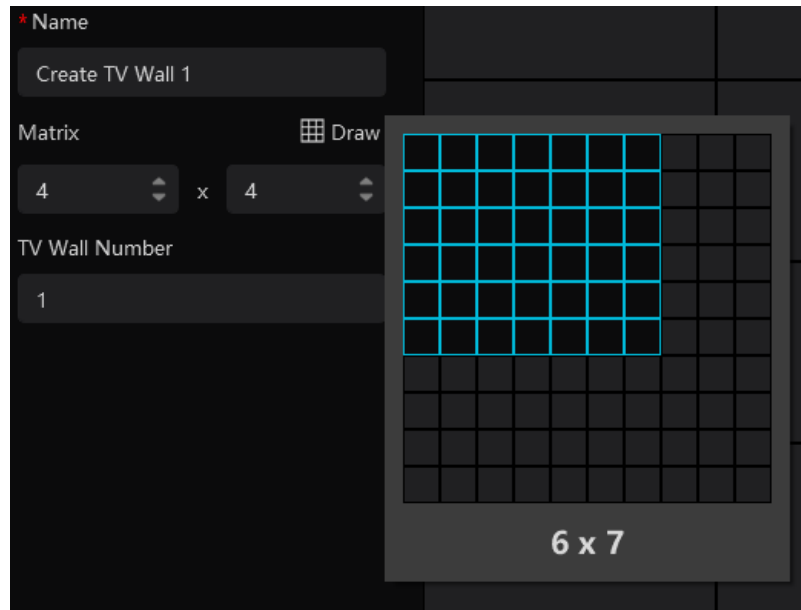 * Name
Create TV Wall 1
Matrix Draw
4 x 4
TV Wall Number
1
6 x 7